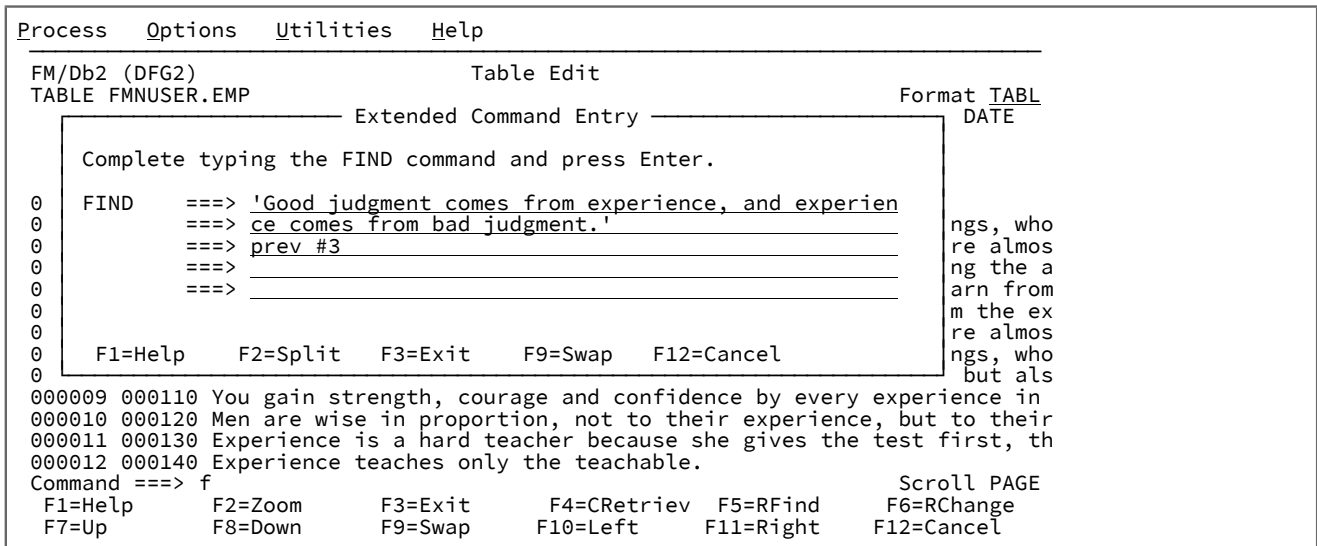 Process Options Utilities Help
FM/Db2 (DFG2) Table Edit
TABLE FMNUSER.EMP Format TABL
Extended Command Entry DATE
Complete typing the FIND command and press Enter.
0 FIND ===> 'Good judgment comes from experience, and experien
0 ===> ce comes from bad judgment.' ngs, who
0 ===> prev #3 re almos
0 ===> ng the a
0 ===> arn from
0 m the ex
0 re almos
0 F1=Help F2=Split F3=Exit F9=Swap F12=Cancel ngs, who
0 but als
000009 000110 You gain strength, courage and confidence by every experience in
000010 000120 Men are wise in proportion, not to their experience, but to their
000011 000130 Experience is a hard teacher because she gives the test first, th
000012 000140 Experience teaches only the teachable.
Command ===> f Scroll PAGE
F1=Help F2=Zoom F3=Exit F4=CRetriev F5=RFind F6=RChange
F7=Up F8=Down F9=Swap F10=Left F11=Right F12=Cancel